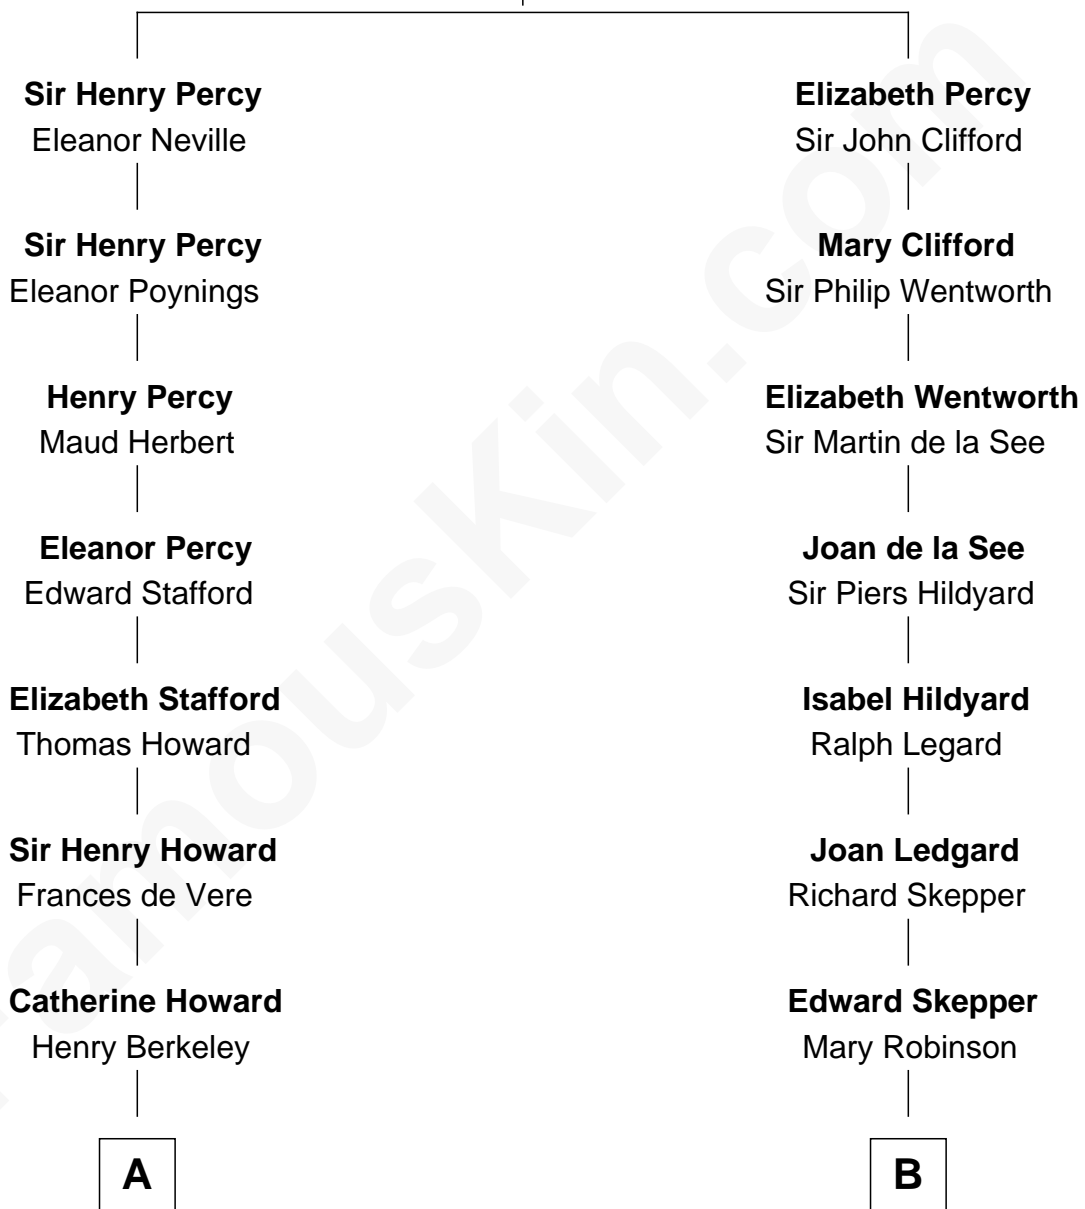 Sir Henry Percy
Eleanor Neville
Sir Henry Percy
Eleanor Poynings
Henry Percy
Maud Herbert
Eleanor Percy
Edward Stafford
Elizabeth Stafford
Thomas Howard
Sir Henry Howard
Frances de Vere
Catherine Howard
Henry Berkeley
A
Elizabeth Percy
Sir John Clifford
Mary Clifford
Sir Philip Wentworth
Elizabeth Wentworth
Sir Martin de la See
Joan de la See
Sir Piers Hildyard
Isabel Hildyard
Ralph Legard
Joan Ledgard
Richard Skepper
Edward Skepper
Mary Robinson
B
FamousKin.com